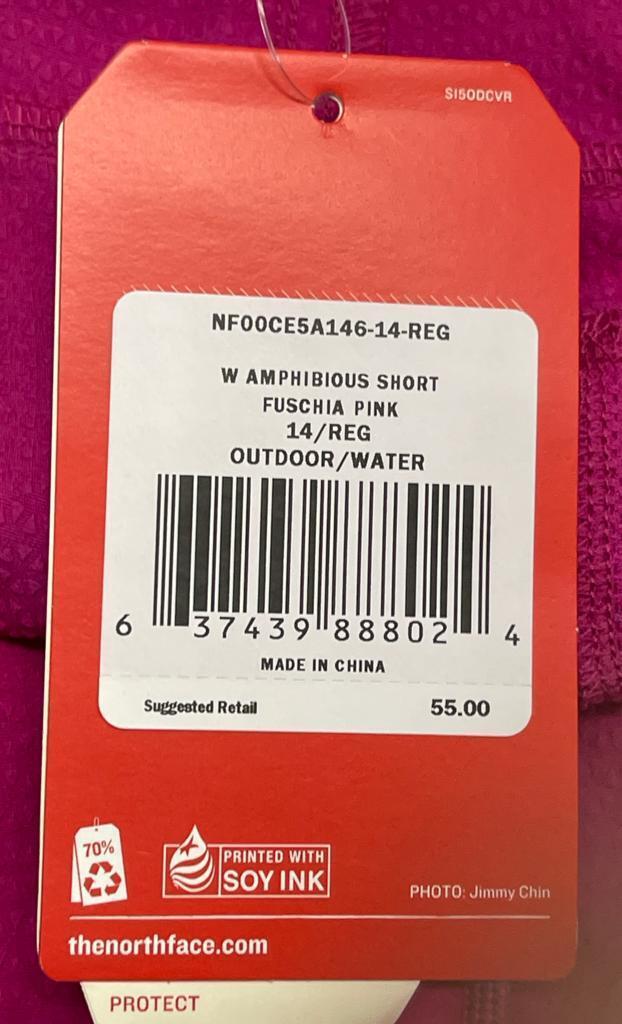 S150DCVR
NF00CE5A146-14-REG
W AMPHIBIOUS SHORT
FUSCHIA PINK
14/REG
OUTDOOR/WATER
6 37439 88802 4
MADE IN CHINA
Suggested Retail 55.00
70%
PRINTED WITH
SOY INK
PHOTO: Jimmy Chin
thenorthface.com
PROTECT